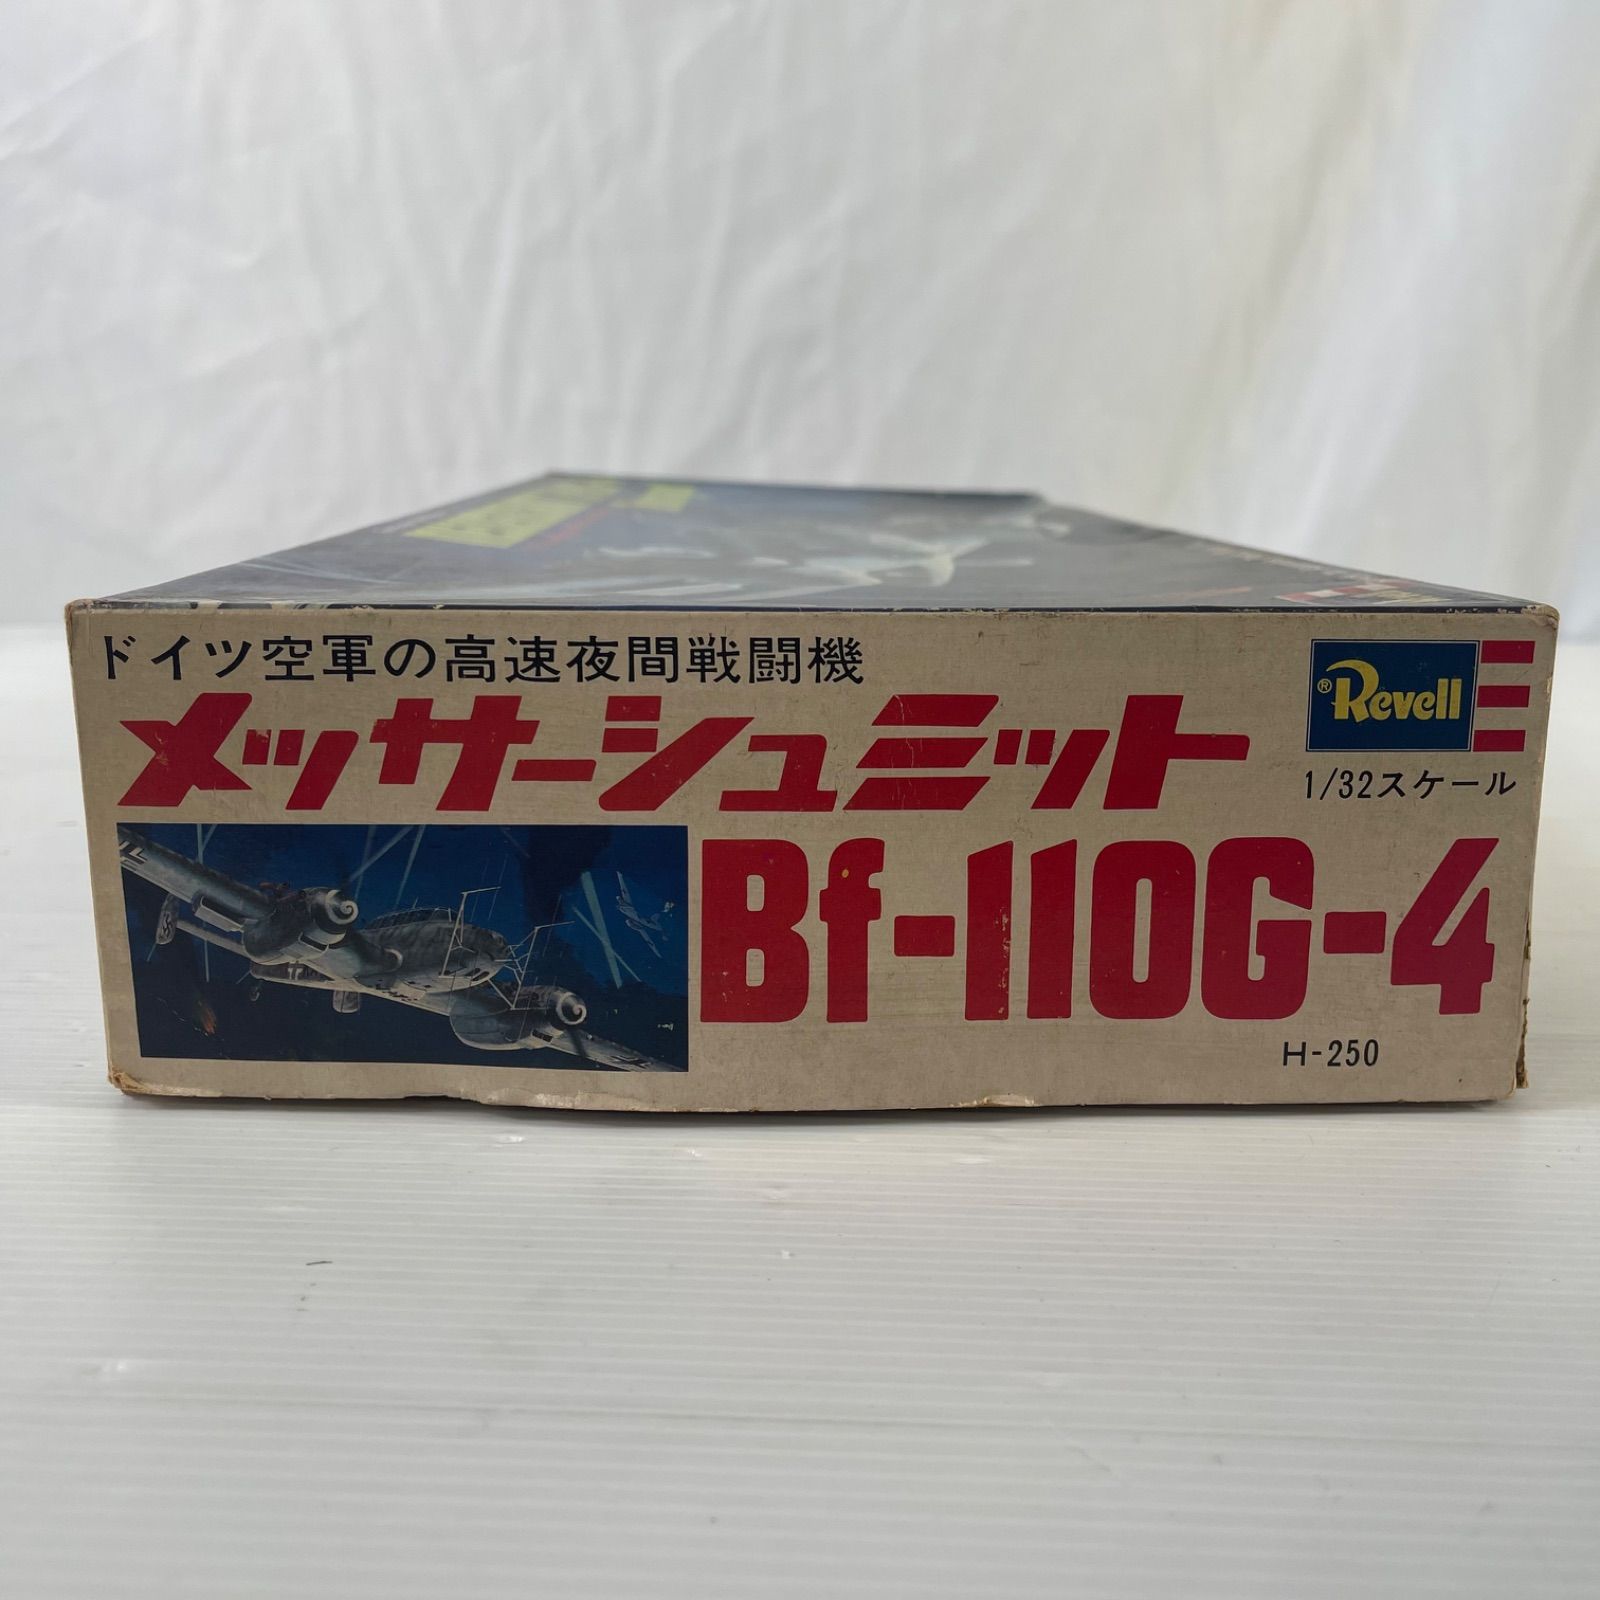 ドイツ空軍の高速夜間戦闘機
メッサーシュミット
Bf-110G-4
® Revell
1/32スケール
H-250